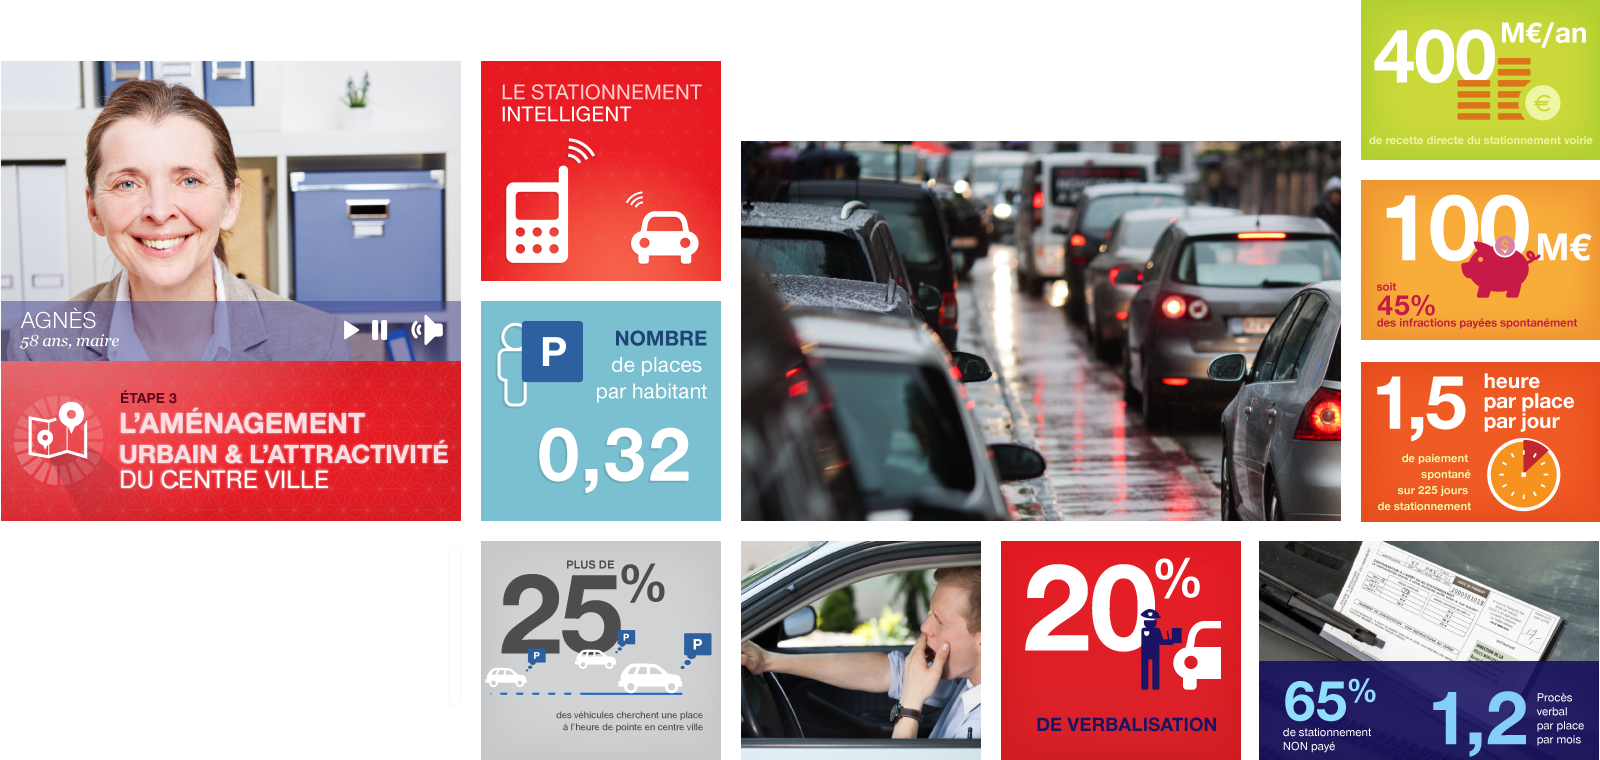 AGNÈS
58 ans, maire
ÉTAPE 3
L'AMÉNAGEMENT
URBAIN & L'ATTRACTIVITÉ
DU CENTRE VILLE
LE STATIONNEMENT
INTELLIGENT
P
NOMBRE
de places
par habitant
0,32
PLUS DE
25%
P
P
P
des véhicules cherchent une place
à l'heure de pointe en centre ville
20%
DE VERBALISATION
400 M€/an
€
de recette directe du stationnement voirie
100 M€
$
soit
45%
des infractions payées spontanément
1,5
heure
par place
par jour
de paiement
spontané
sur 225 jours
de stationnement
65%
de stationnement
NON payé
1,2
Procès
verbal
par place
par mois